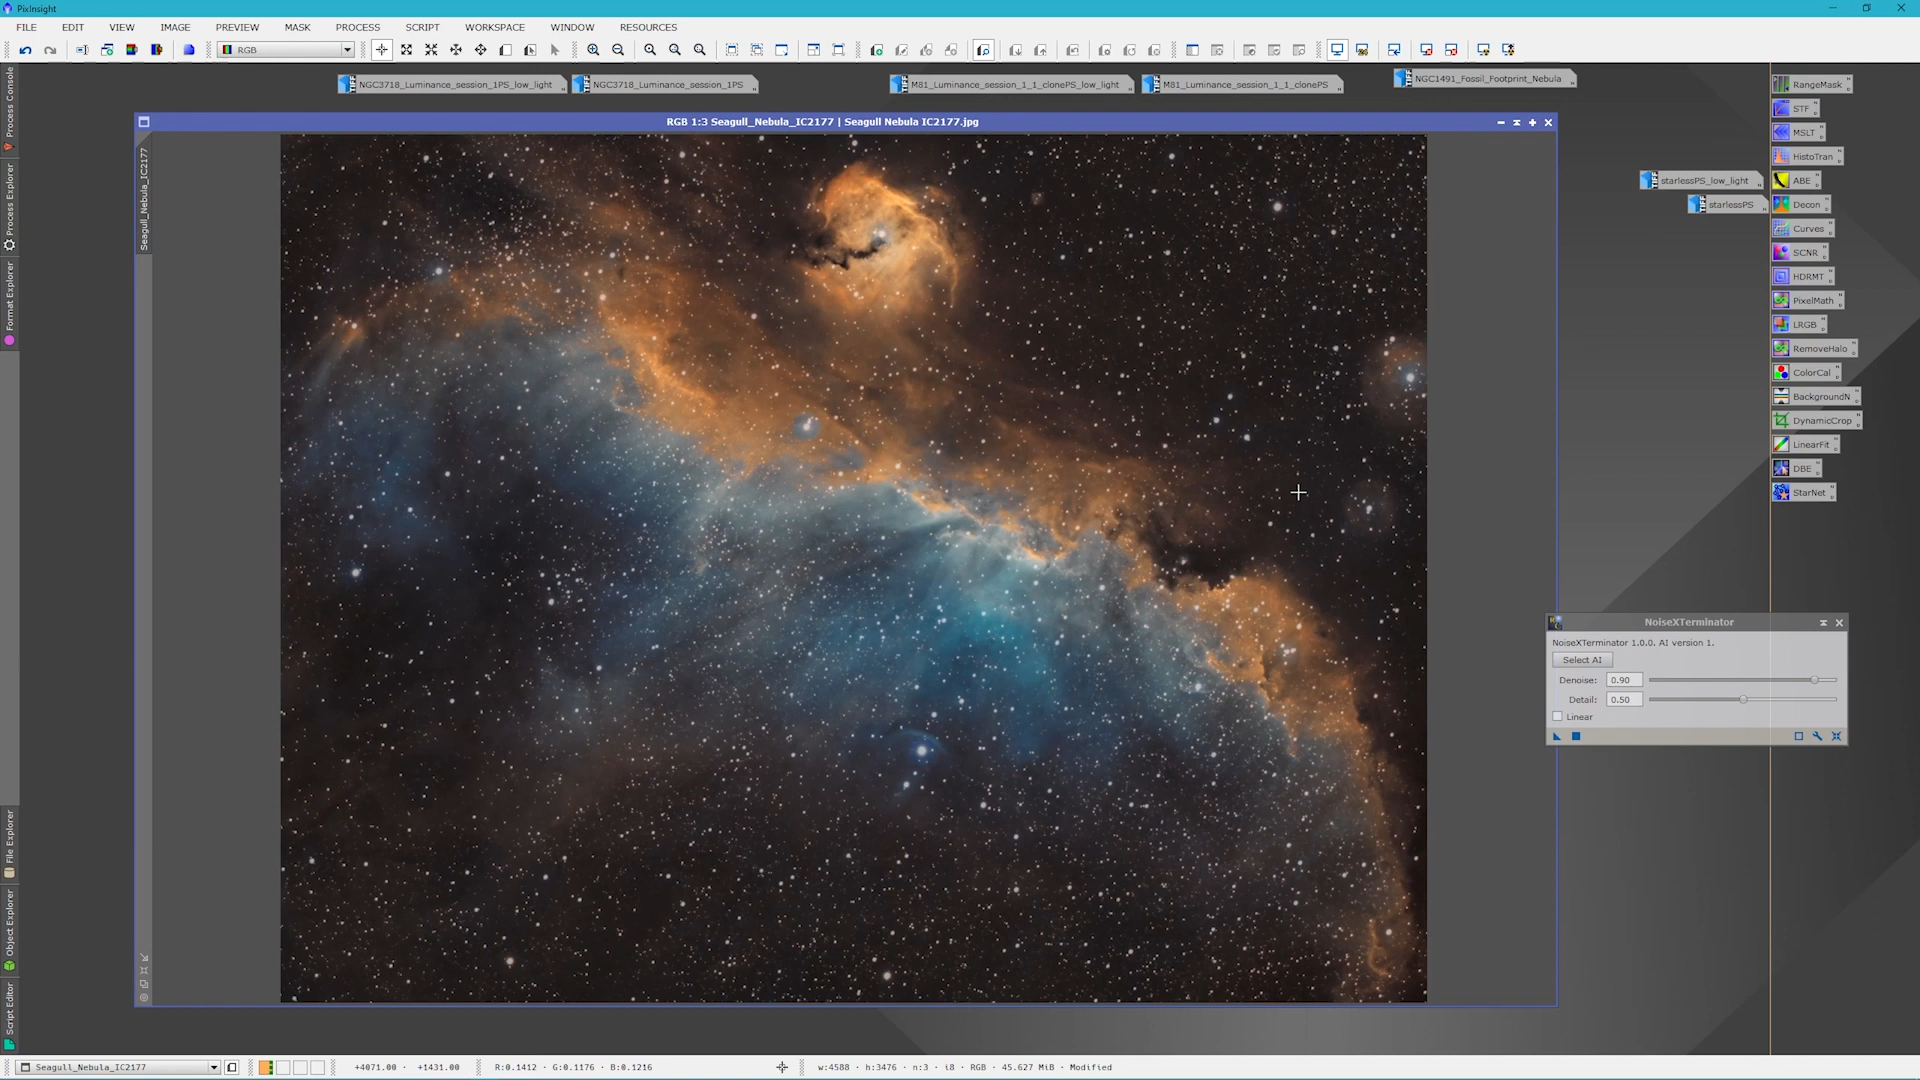 PixInsight
FILE EDIT VIEW IMAGE PREVIEW MASK PROCESS SCRIPT WORKSPACE WINDOW RESOURCES
RGB
NGC3718_Luminance_session_1PS_low_light
NGC3718_Luminance_session_1PS
M81_Luminance_session_1_1_clonePS_low_light
M81_Luminance_session_1_1_clonePS
NGC1491_Fossil_Footprint_Nebula
RGB 1:3 Seagull_Nebula_IC2177 | Seagull Nebula IC2177.jpg
Seagull_Nebula_IC2177
Process Console
Process Explorer
Format Explorer
File Explorer
Object Explorer
Script Editor
starlessPS_low_light
starlessPS
RangeMask
STF
MSLT
HistoTran
ABE
Decon
Curves
SCNR
HDRMT
PixelMath
LRGB
RemoveHalo
ColorCal
BackgroundN
DynamicCrop
LinearFit
DBE
StarNet
NoiseXTerminator
NoiseXTerminator 1.0.0. AI version 1.
Select AI
Denoise: 0.90
Detail: 0.50
Linear
Seagull_Nebula_IC2177
+4071.00 · +1431.00
R:0.1412 · G:0.1176 · B:0.1216
w:4588 · h:3476 · n:3 · i8 · RGB · 45.627 MiB · Modified